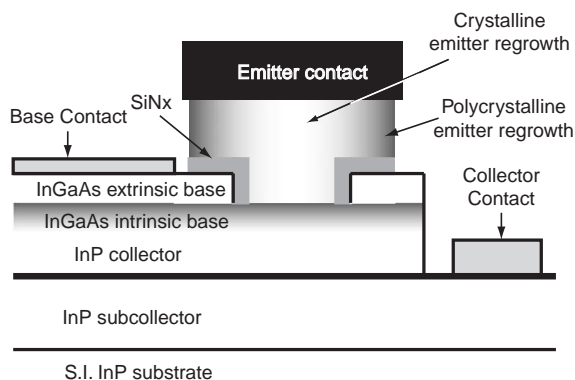 Crystalline
emitter regrowth
Emitter contact
SiNx
Polycrystalline
emitter regrowth
Base Contact
InGaAs extrinsic base
Collector
Contact
InGaAs intrinsic base
InP collector
InP subcollector
S.I. InP substrate